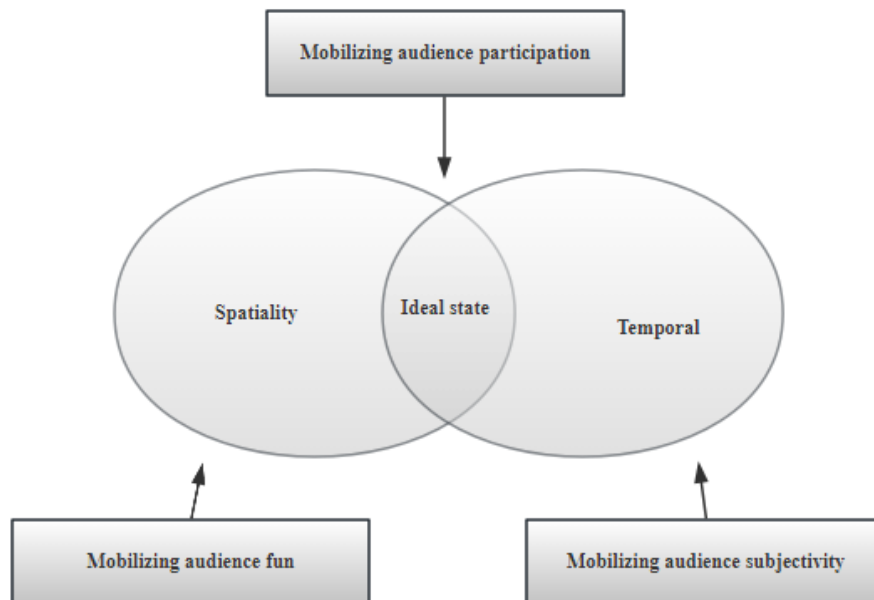 Mobilizing audience participation
Spatiality
Ideal state
Temporal
Mobilizing audience fun
Mobilizing audience subjectivity